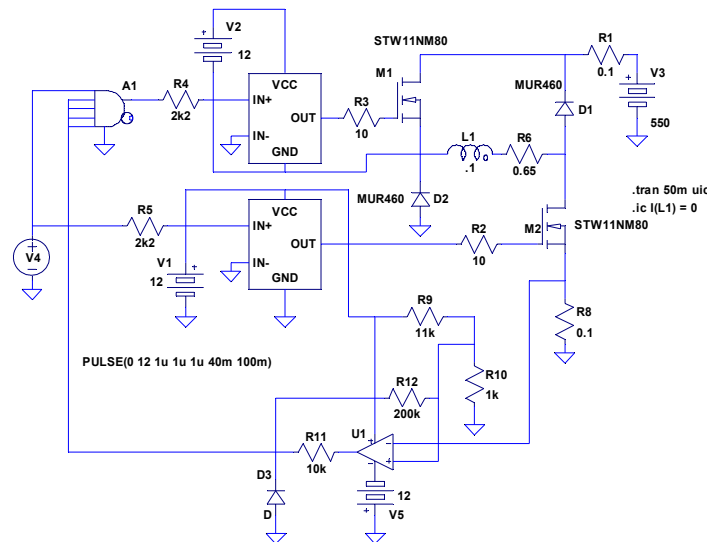 V2
12
A1
R4
2k2
VCC
IN+
IN-
OUT
GND
STW11NM80
M1
R3
10
R1
0.1
V3
550
MUR460
D1
L1
.1
R6
0.65
MUR460
D2
.tran 50m uic
.ic I(L1) = 0
R5
2k2
V4
V1
12
VCC
IN+
IN-
OUT
GND
R2
10
M2
STW11NM80
R8
0.1
R9
11k
R10
1k
PULSE(0 12 1u 1u 1u 40m 100m)
R12
200k
U1
R11
10k
D3
D
12
V5